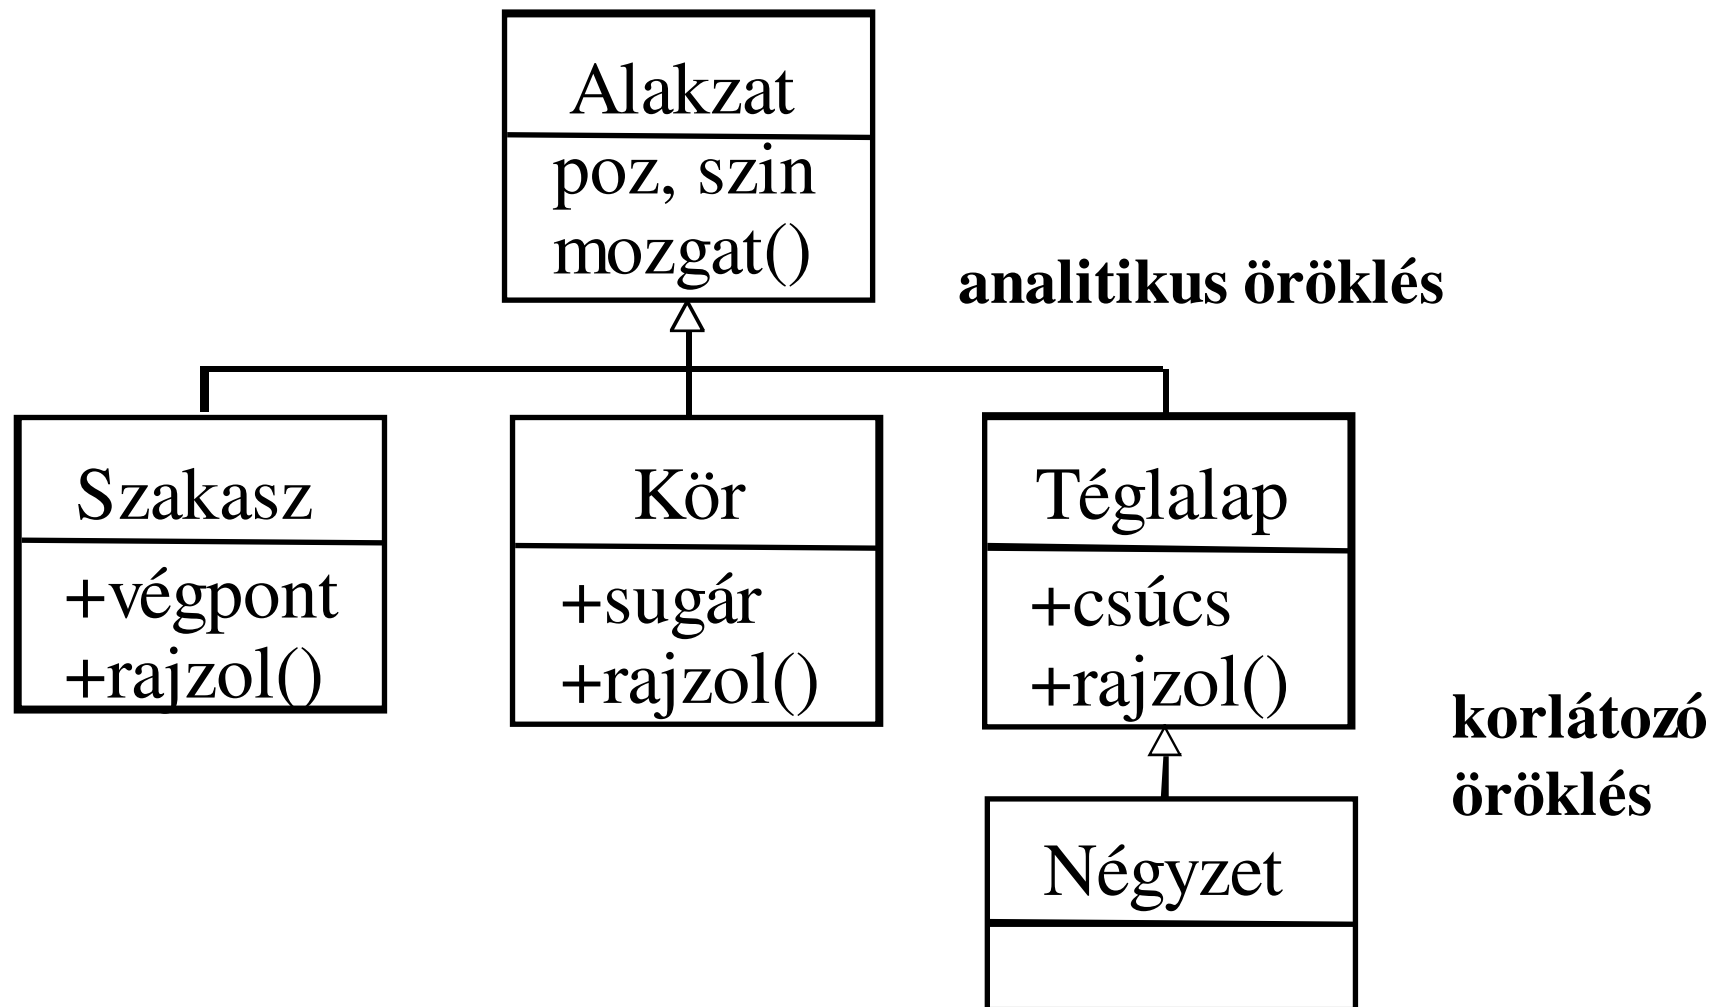 Alakzat
poz, szin
mozgat()
analitikus öröklés
Szakasz
+végpont
+rajzol()
Kör
+sugár
+rajzol()
Téglalap
+csúcs
+rajzol()
korlátozó
öröklés
Négyzet